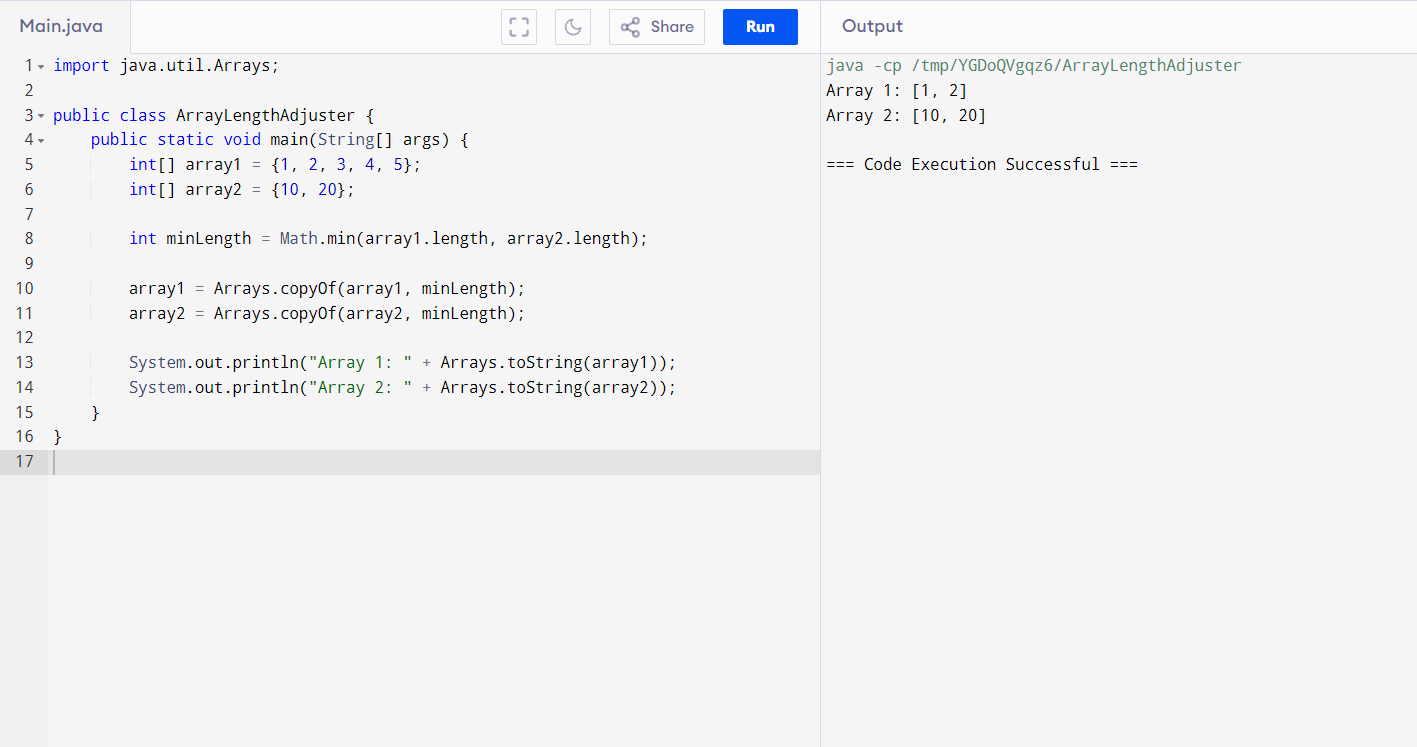 Main.java
Share
Run
Output
1 import java.util.Arrays;
2
3 public class ArrayLengthAdjuster {
4     public static void main(String[] args) {
5         int[] array1 = {1, 2, 3, 4, 5};
6         int[] array2 = {10, 20};
7
8         int minLength = Math.min(array1.length, array2.length);
9
10         array1 = Arrays.copyOf(array1, minLength);
11         array2 = Arrays.copyOf(array2, minLength);
12
13         System.out.println("Array 1: " + Arrays.toString(array1));
14         System.out.println("Array 2: " + Arrays.toString(array2));
15     }
16 }
17
java -cp /tmp/YGDoQVgqz6/ArrayLengthAdjuster
Array 1: [1, 2]
Array 2: [10, 20]
=== Code Execution Successful ===